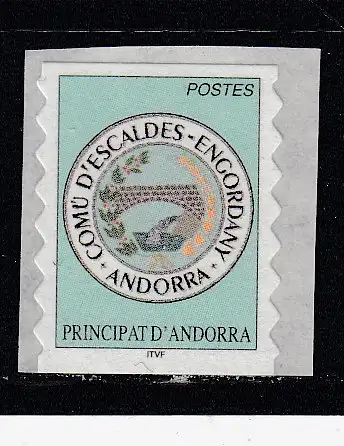 POSTES
COMÚ D'ESCALDES-ENGORDANY
ANDORRA
PRINCIPAT D'ANDORRA
ITVF